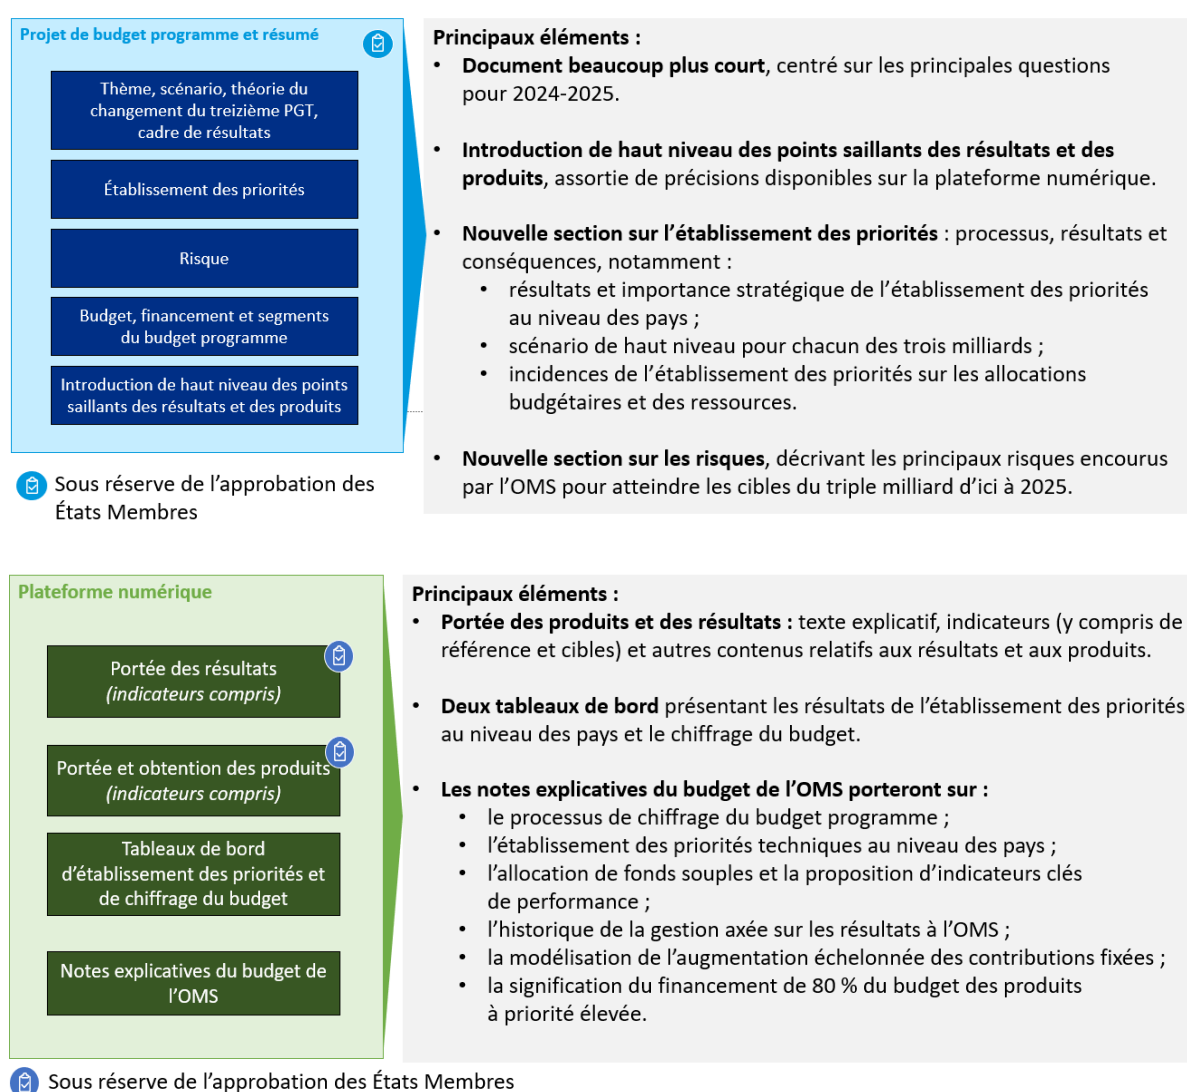 Projet de budget programme et résumé
Thème, scénario, théorie du
changement du treizième PGT,
cadre de résultats
Établissement des priorités
Risque
Budget, financement et segments
du budget programme
Introduction de haut niveau des points
saillants des résultats et des produits
Sous réserve de l’approbation des
États Membres
Principaux éléments :
• Document beaucoup plus court, centré sur les principales questions
pour 2024-2025.
• Introduction de haut niveau des points saillants des résultats et des
produits, assortie de précisions disponibles sur la plateforme numérique.
• Nouvelle section sur l’établissement des priorités : processus, résultats et
conséquences, notamment :
• résultats et importance stratégique de l’établissement des priorités
au niveau des pays ;
• scénario de haut niveau pour chacun des trois milliards ;
• incidences de l’établissement des priorités sur les allocations
budgétaires et des ressources.
• Nouvelle section sur les risques, décrivant les principaux risques encourus
par l’OMS pour atteindre les cibles du triple milliard d’ici à 2025.
Plateforme numérique
Portée des résultats
(indicateurs compris)
Portée et obtention des produits
(indicateurs compris)
Tableaux de bord
d’établissement des priorités et
de chiffrage du budget
Notes explicatives du budget de
l’OMS
Principaux éléments :
• Portée des produits et des résultats : texte explicatif, indicateurs (y compris de
référence et cibles) et autres contenus relatifs aux résultats et aux produits.
• Deux tableaux de bord présentant les résultats de l’établissement des priorités
au niveau des pays et le chiffrage du budget.
• Les notes explicatives du budget de l’OMS porteront sur :
• le processus de chiffrage du budget programme ;
• l’établissement des priorités techniques au niveau des pays ;
• l’allocation de fonds souples et la proposition d’indicateurs clés
de performance ;
• l’historique de la gestion axée sur les résultats à l’OMS ;
• la modélisation de l’augmentation échelonnée des contributions fixées ;
• la signification du financement de 80 % du budget des produits
à priorité élevée.
Sous réserve de l’approbation des États Membres